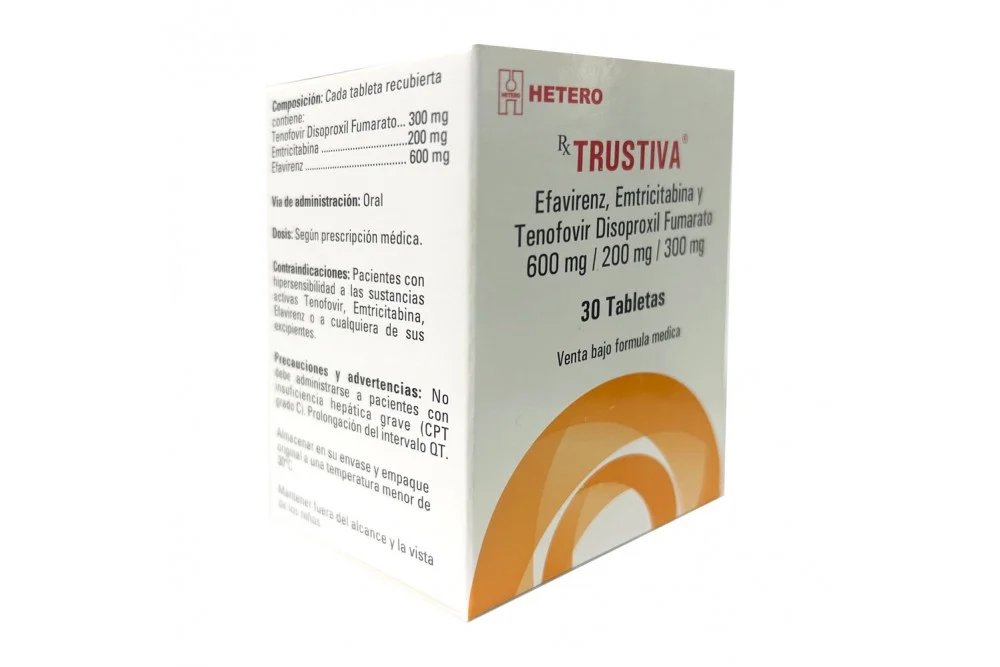 Composición: Cada tableta recubierta
contiene:
Tenofovir Disoproxil Fumarato... 300 mg
Emtricitabina ..............................200 mg
Efavirenz ................................... 600 mg
Via de administración: Oral
Dosis: Según prescripción médica.
Contraindicaciones: Pacientes con
hipersensibilidad a las sustancias
activas Tenofovir, Emtricitabina,
Efavirenz o a cualquiera de sus
excipientes.
Precauciones y advertencias: No
debe administrarse a pacientes con
insuficiencia hepática grave (CPT
grado C). Prolongación del intervalo QT.
Almacenar en su envase y empaque
original a una temperatura menor de
30°C.
Mantener fuera del alcance y la vista
de los niños
HETERO
HETERO
Rx TRUSTIVA®
Efavirenz, Emtricitabina y
Tenofovir Disoproxil Fumarato
600 mg / 200 mg / 300 mg
30 Tabletas
Venta bajo formula medica